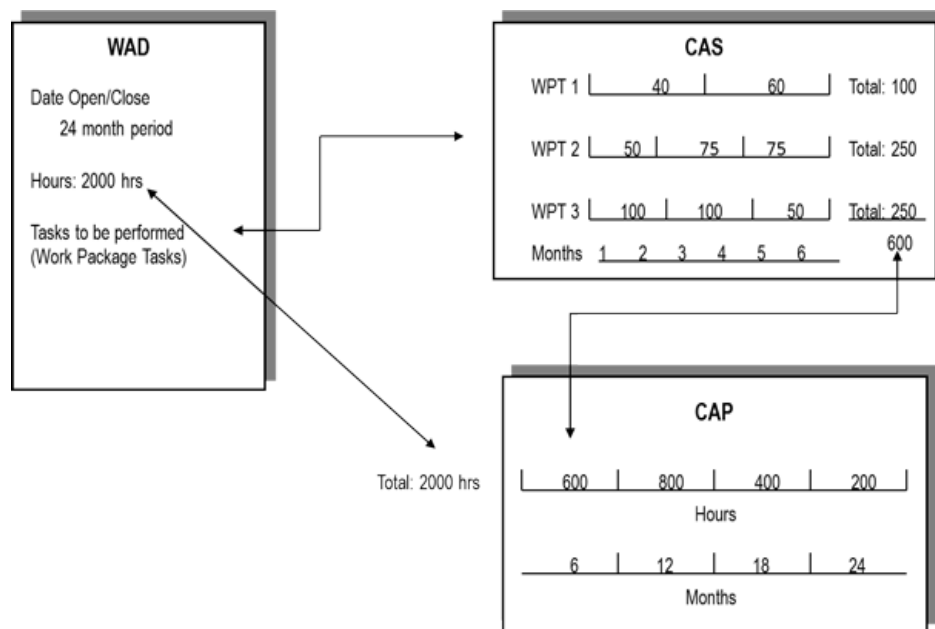 WAD
Date Open/Close
24 month period
Hours: 2000 hrs
Tasks to be performed
(Work Package Tasks)
CAS
WPT 1 40 60 Total: 100
WPT 2 50 75 75 Total: 250
WPT 3 100 100 50 Total: 250
Months 1 2 3 4 5 6
600
CAP
Total: 2000 hrs
600 800 400 200
Hours
6 12 18 24
Months